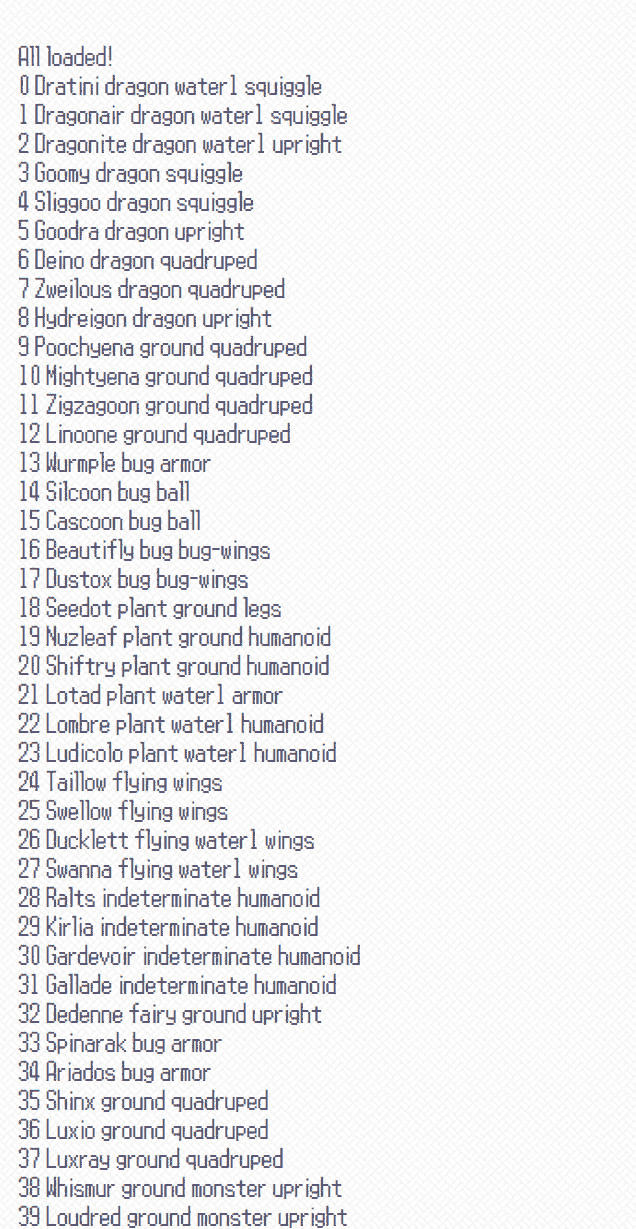 All loaded!
0 Dratini dragon water1 squiggle
1 Dragonair dragon water1 squiggle
2 Dragonite dragon water1 upright
3 Goomy dragon squiggle
4 Sliggoo dragon squiggle
5 Goodra dragon upright
6 Deino dragon quadruped
7 Zweilous dragon quadruped
8 Hydreigon dragon upright
9 Poochyena ground quadruped
10 Mightyena ground quadruped
11 Zigzagoon ground quadruped
12 Linoone ground quadruped
13 Wurmple bug armor
14 Silcoon bug ball
15 Cascoon bug ball
16 Beautifly bug bug-wings
17 Dustox bug bug-wings
18 Seedot plant ground legs
19 Nuzleaf plant ground humanoid
20 Shiftry plant ground humanoid
21 Lotad plant water1 armor
22 Lombre plant water1 humanoid
23 Ludicolo plant water1 humanoid
24 Taillow flying wings
25 Swellow flying wings
26 Ducklett flying water1 wings
27 Swanna flying water1 wings
28 Ralts indeterminate humanoid
29 Kirlia indeterminate humanoid
30 Gardevoir indeterminate humanoid
31 Gallade indeterminate humanoid
32 Dedenne fairy ground upright
33 Spinarak bug armor
34 Ariados bug armor
35 Shinx ground quadruped
36 Luxio ground quadruped
37 Luxray ground quadruped
38 Whismur ground monster upright
39 Loudred ground monster upright